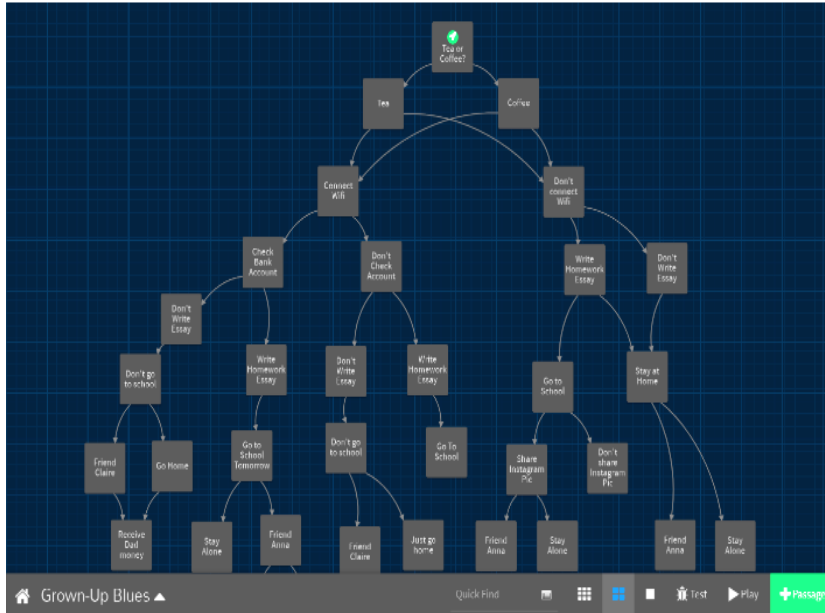 Tea or
Coffee?
Tea
Coffee
Connect
Wifi
Don't
connect
Wifi
Check
Bank
Account
Don't
Check
Account
Write
Homework
Essay
Don't
Write
Essay
Don't
Write
Essay
Don't go
to school
Write
Homework
Essay
Don't
Write
Essay
Write
Homework
Essay
Go to
School
Stay at
Home
Friend
Claire
Go Home
Go to
School
Tomorrow
Don't go
to school
Go To
School
Share
Instagram
Pic
Don't
share
Instagram
Pic
Receive
Dad
money
Stay
Alone
Friend
Anna
Friend
Claire
Just go
home
Friend
Anna
Stay
Alone
Friend
Anna
Stay
Alone
Grown-Up Blues
Quick Find
Test
Play
+Passage